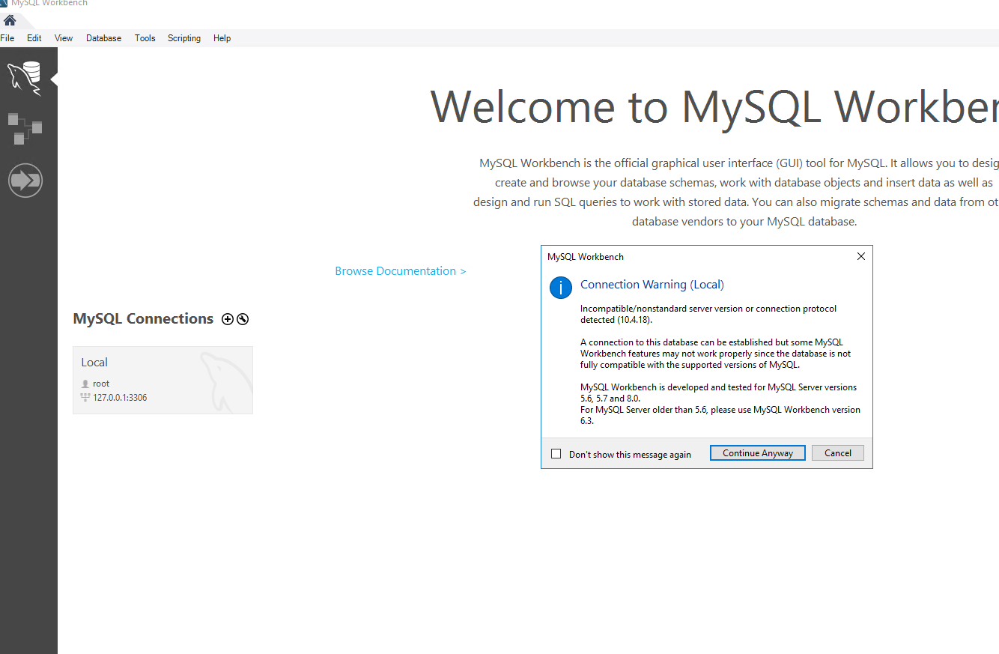 MySQL Workbench
File Edit View Database Tools Scripting Help
Welcome to MySQL Workben
MySQL Workbench is the official graphical user interface (GUI) tool for MySQL. It allows you to desig
create and browse your database schemas, work with database objects and insert data as well as
design and run SQL queries to work with stored data. You can also migrate schemas and data from ot
database vendors to your MySQL database.
Browse Documentation >
MySQL Connections
Local
root
127.0.0.1:3306
MySQL Workbench
Connection Warning (Local)
Incompatible/nonstandard server version or connection protocol
detected (10.4.18).
A connection to this database can be established but some MySQL
Workbench features may not work properly since the database is not
fully compatible with the supported versions of MySQL.
MySQL Workbench is developed and tested for MySQL Server versions
5.6, 5.7 and 8.0.
For MySQL Server older than 5.6, please use MySQL Workbench version
6.3.
Don't show this message again
Continue Anyway
Cancel